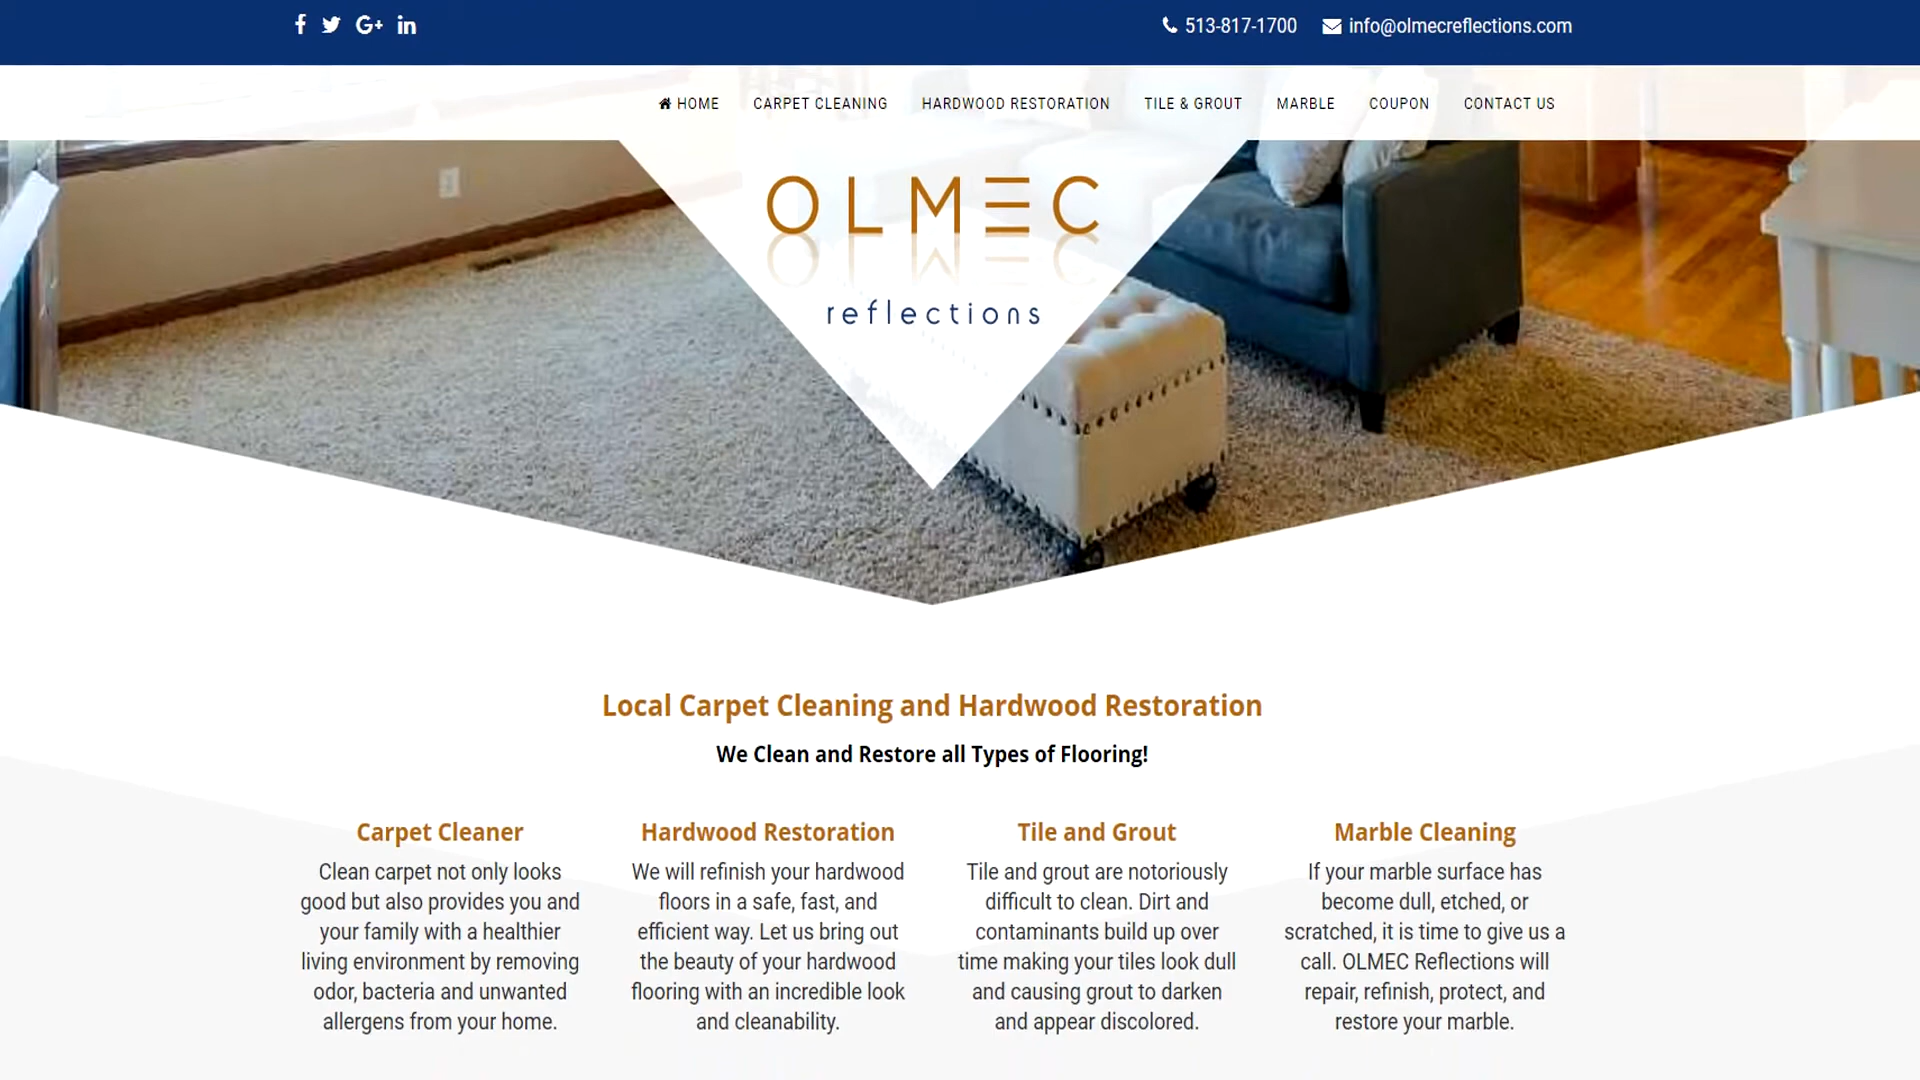 513-817-1700 info@olmecreflections.com
HOME CARPET CLEANING HARDWOOD RESTORATION TILE & GROUT MARBLE COUPON CONTACT US
OLMEC
reflections
Local Carpet Cleaning and Hardwood Restoration
We Clean and Restore all Types of Flooring!
Carpet Cleaner
Clean carpet not only looks
good but also provides you and
your family with a healthier
living environment by removing
odor, bacteria and unwanted
allergens from your home.
Hardwood Restoration
We will refinish your hardwood
floors in a safe, fast, and
efficient way. Let us bring out
the beauty of your hardwood
flooring with an incredible look
and cleanability.
Tile and Grout
Tile and grout are notoriously
difficult to clean. Dirt and
contaminants build up over
time making your tiles look dull
and causing grout to darken
and appear discolored.
Marble Cleaning
If your marble surface has
become dull, etched, or
scratched, it is time to give us a
call. OLMEC Reflections will
repair, refinish, protect, and
restore your marble.